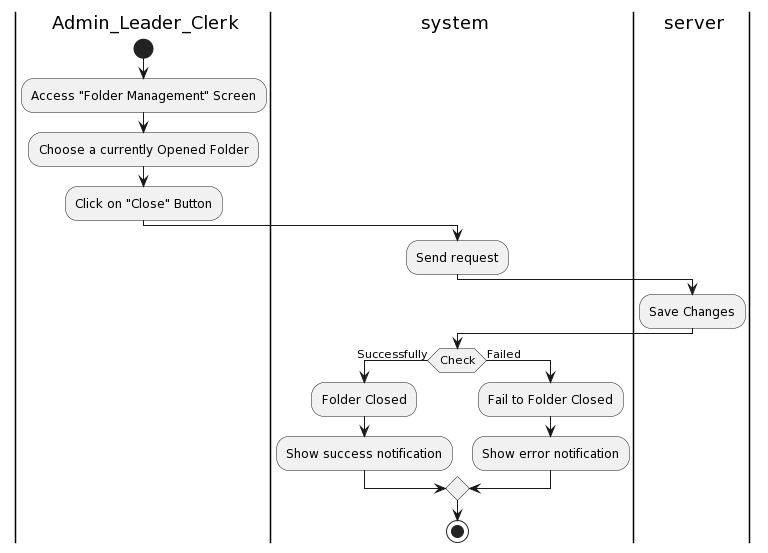 Admin_Leader_Clerk
system
server
Access "Folder Management" Screen
Choose a currently Opened Folder
Click on "Close" Button
Send request
Save Changes
Successfully
Check
Failed
Folder Closed
Fail to Folder Closed
Show success notification
Show error notification